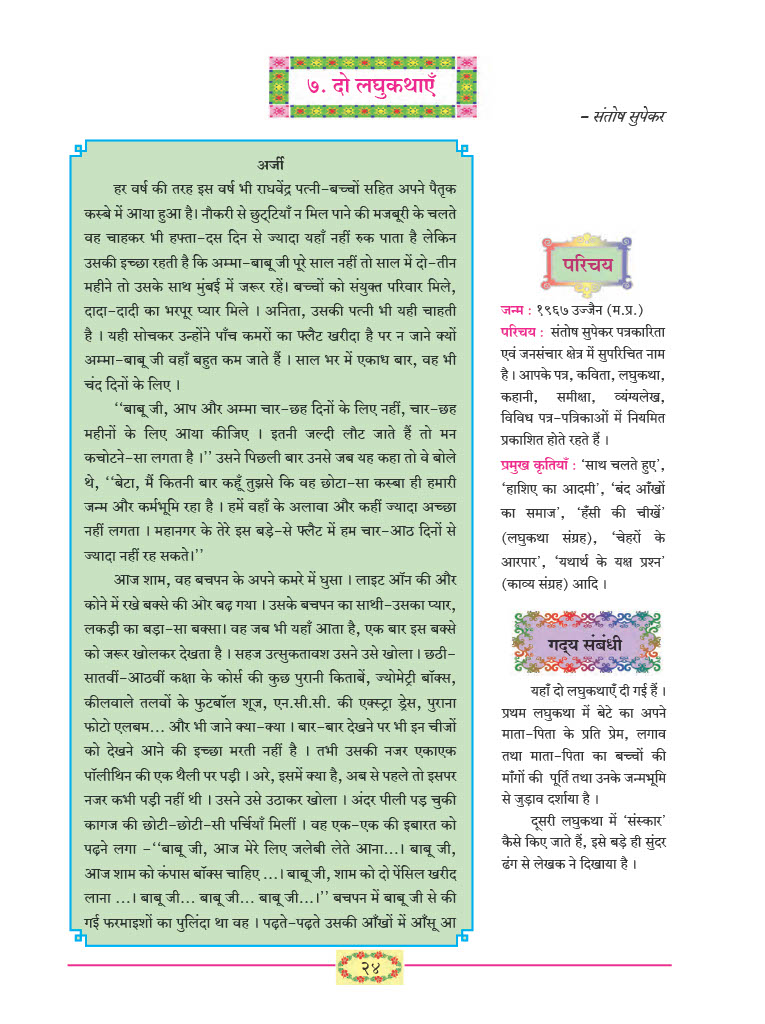 ७. दो लघुकथाएँ
– संतोष सुपेकर
अर्जी
हर वर्ष की तरह इस वर्ष भी राघवेंद्र पत्नी-बच्चों सहित अपने पैतृक
कस्बे में आया हुआ है। नौकरी से छुट्टियाँ न मिल पाने की मजबूरी के चलते
वह चाहकर भी हफ्ता-दस दिन से ज्यादा यहाँ नहीं रुक पाता है लेकिन
उसकी इच्छा रहती है कि अम्मा-बाबू जी पूरे साल नहीं तो साल में दो-तीन
महीने तो उसके साथ मुंबई में जरूर रहें। बच्चों को संयुक्त परिवार मिले,
दादा-दादी का भरपूर प्यार मिले । अनिता, उसकी पत्नी भी यही चाहती
है । यही सोचकर उन्होंने पाँच कमरों का फ्लैट खरीदा है पर न जाने क्यों
अम्मा-बाबू जी वहाँ बहुत कम जाते हैं । साल भर में एकाध बार, वह भी
चंद दिनों के लिए ।
‘‘बाबू जी, आप और अम्मा चार-छह दिनों के लिए नहीं, चार-छह
महीनों के लिए आया कीजिए । इतनी जल्दी लौट जाते हैं तो मन
कचोटने-सा लगता है ।’’ उसने पिछली बार उनसे जब यह कहा तो वे बोले
थे, ‘‘बेटा, मैं कितनी बार कहूँ तुझसे कि वह छोटा-सा कस्बा ही हमारी
जन्म और कर्मभूमि रहा है । हमें वहाँ के अलावा और कहीं ज्यादा अच्छा
नहीं लगता । महानगर के तेरे इस बड़े-से फ्लैट में हम चार-आठ दिनों से
ज्यादा नहीं रह सकते।’’
आज शाम, वह बचपन के अपने कमरे में घुसा । लाइट ऑन की और
कोने में रखे बक्से की ओर बढ़ गया । उसके बचपन का साथी-उसका प्यार,
लकड़ी का बड़ा-सा बक्सा। वह जब भी यहाँ आता है, एक बार इस बक्से
को जरूर खोलकर देखता है । सहज उत्सुकतावश उसने उसे खोला । छठी-
सातवीं-आठवीं कक्षा के कोर्स की कुछ पुरानी किताबें, ज्योमेट्री बॉक्स,
कीलवाले तलवों के फुटबॉल शूज, एन.सी.सी. की एक्स्ट्रा ड्रेस, पुराना
फोटो एलबम... और भी जाने क्या-क्या । बार-बार देखने पर भी इन चीजों
को देखने आने की इच्छा मरती नहीं है । तभी उसकी नजर एकाएक
पॉलीथिन की एक थैली पर पड़ी । अरे, इसमें क्या है, अब से पहले तो इसपर
नजर कभी पड़ी नहीं थी । उसने उसे उठाकर खोला । अंदर पीली पड़ चुकी
कागज की छोटी-छोटी-सी पर्चियाँ मिलीं । वह एक-एक की इबारत को
पढ़ने लगा -‘‘बाबू जी, आज मेरे लिए जलेबी लेते आना...। बाबू जी,
आज शाम को कंपास बॉक्स चाहिए ...। बाबू जी, शाम को दो पेंसिल खरीद
लाना ...। बाबू जी... बाबू जी... बाबू जी...।’’ बचपन में बाबू जी से की
गई फरमाइशों का पुलिंदा था वह । पढ़ते-पढ़ते उसकी आँखों में आँसू आ
परिचय
जन्म : १९६७ उज्जैन (म.प्र.)
परिचय : संतोष सुपेकर पत्रकारिता
एवं जनसंचार क्षेत्र में सुपरिचित नाम
है । आपके पत्र, कविता, लघुकथा,
कहानी, समीक्षा, व्यंग्यलेख,
विविध पत्र-पत्रिकाओं में नियमित
प्रकाशित होते रहते हैं ।
प्रमुख कृतियाँ : ‘साथ चलते हुए’,
‘हाशिए का आदमी’, ‘बंद आँखों
का समाज’, ‘हँसी की चीखें’
(लघुकथा संग्रह), ‘चेहरों के
आरपार’, ‘यथार्थ के यक्ष प्रश्न’
(काव्य संग्रह) आदि ।
गद्य संबंधी
यहाँ दो लघुकथाएँ दी गई हैं ।
प्रथम लघुकथा में बेटे का अपने
माता-पिता के प्रति प्रेम, लगाव
तथा माता-पिता का बच्चों की
माँगों की पूर्ति तथा उनके जन्मभूमि
से जुड़ाव दर्शाया है ।
दूसरी लघुकथा में ‘संस्कार’
कैसे किए जाते हैं, इसे बड़े ही सुंदर
ढंग से लेखक ने दिखाया है ।
२४